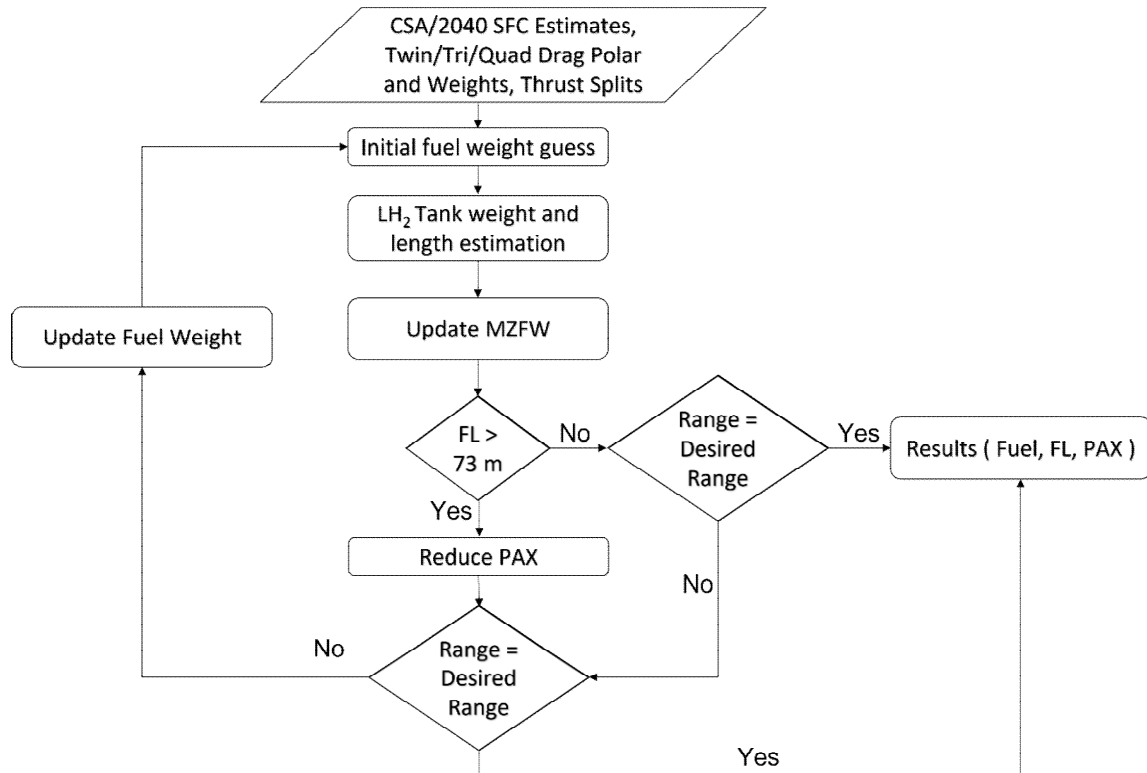 CSA/2040 SFC Estimates,
Twin/Tri/Quad Drag Polar
and Weights, Thrust Splits
Initial fuel weight guess
LH₂ Tank weight and
length estimation
Update Fuel Weight
Update MZFW
FL >
73 m
No
Range =
Desired
Range
Yes
Results ( Fuel, FL, PAX )
Yes
Reduce PAX
No
No
Range =
Desired
Range
Yes